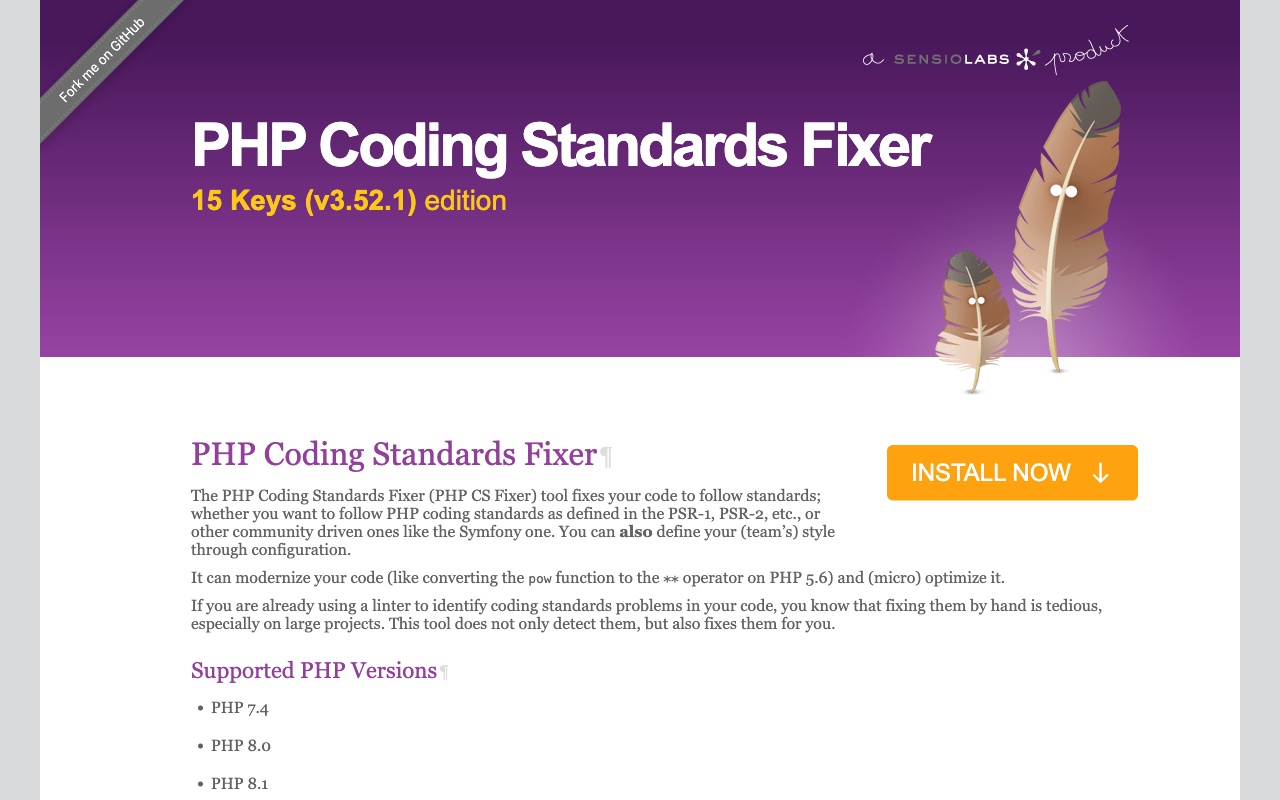 Fork me on GitHub
a SENSIOLABS product
PHP Coding Standards Fixer
15 Keys (v3.52.1) edition
PHP Coding Standards Fixer¶
INSTALL NOW ↓
The PHP Coding Standards Fixer (PHP CS Fixer) tool fixes your code to follow standards;
whether you want to follow PHP coding standards as defined in the PSR-1, PSR-2, etc., or
other community driven ones like the Symfony one. You can also define your (team’s) style
through configuration.
It can modernize your code (like converting the pow function to the ** operator on PHP 5.6) and (micro) optimize it.
If you are already using a linter to identify coding standards problems in your code, you know that fixing them by hand is tedious,
especially on large projects. This tool does not only detect them, but also fixes them for you.
Supported PHP Versions¶
• PHP 7.4
• PHP 8.0
• PHP 8.1